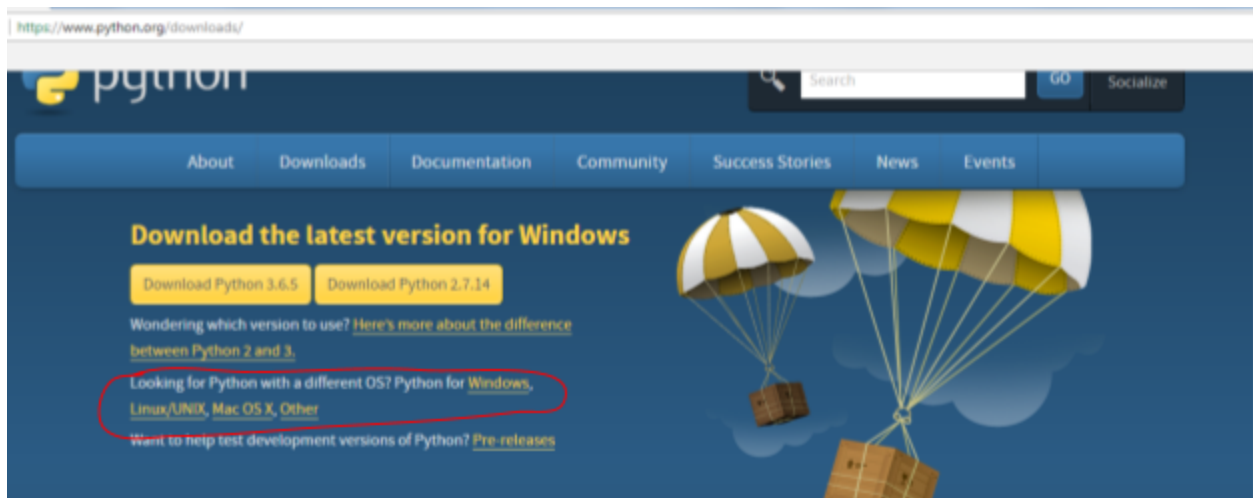 https://www.python.org/downloads/
python
Search
GO
Socialize
About Downloads Documentation Community Success Stories News Events
Download the latest version for Windows
Download Python 3.6.5 Download Python 2.7.14
Wondering which version to use? Here's more about the difference
between Python 2 and 3.
Looking for Python with a different OS? Python for Windows,
Linux/UNIX, Mac OS X, Other
Want to help test development versions of Python? Pre-releases